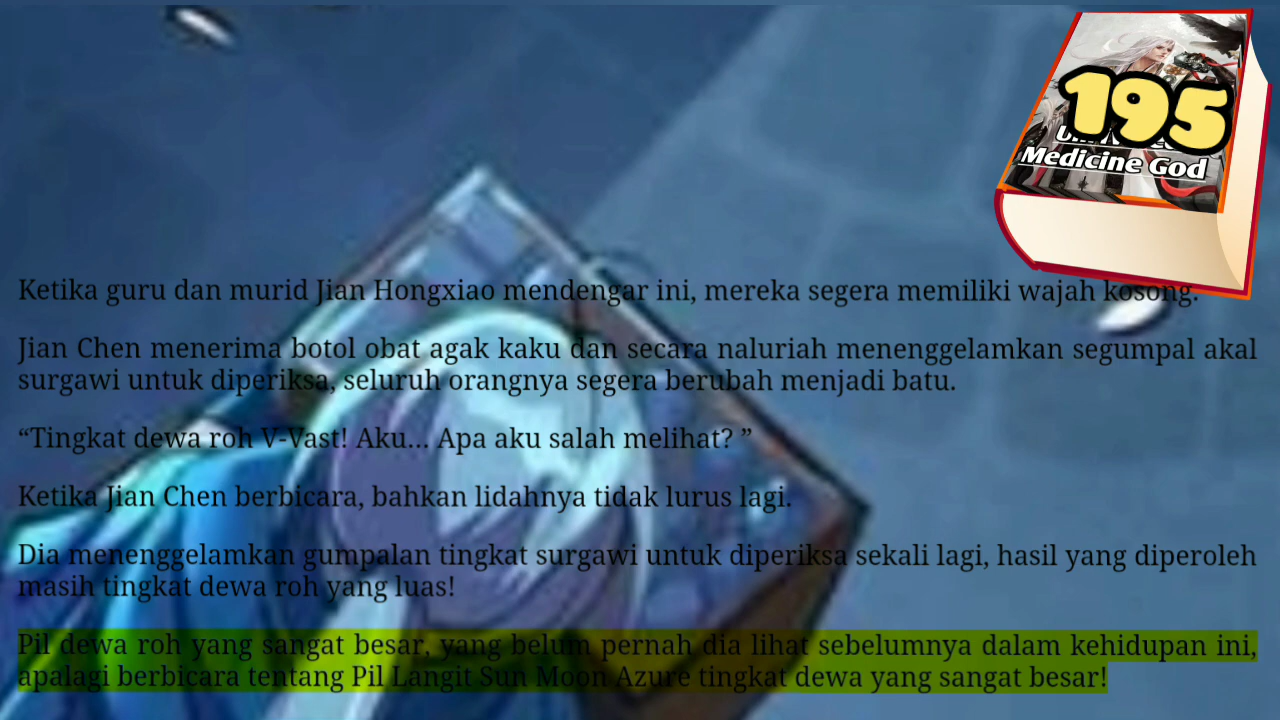 195
Medicine God
Ketika guru dan murid Jian Hongxiao mendengar ini, mereka segera memiliki wajah kosong.
Jian Chen menerima botol obat agak kaku dan secara naluriah menenggelamkan segumpal akal
surgawi untuk diperiksa, seluruh orangnya segera berubah menjadi batu.
“Tingkat dewa roh V-Vast! Aku... Apa aku salah melihat? ”
Ketika Jian Chen berbicara, bahkan lidahnya tidak lurus lagi.
Dia menenggelamkan gumpalan tingkat surgawi untuk diperiksa sekali lagi, hasil yang diperoleh
masih tingkat dewa roh yang luas!
Pil dewa roh yang sangat besar, yang belum pernah dia lihat sebelumnya dalam kehidupan ini,
apalagi berbicara tentang Pil Langit Sun Moon Azure tingkat dewa yang sangat besar!